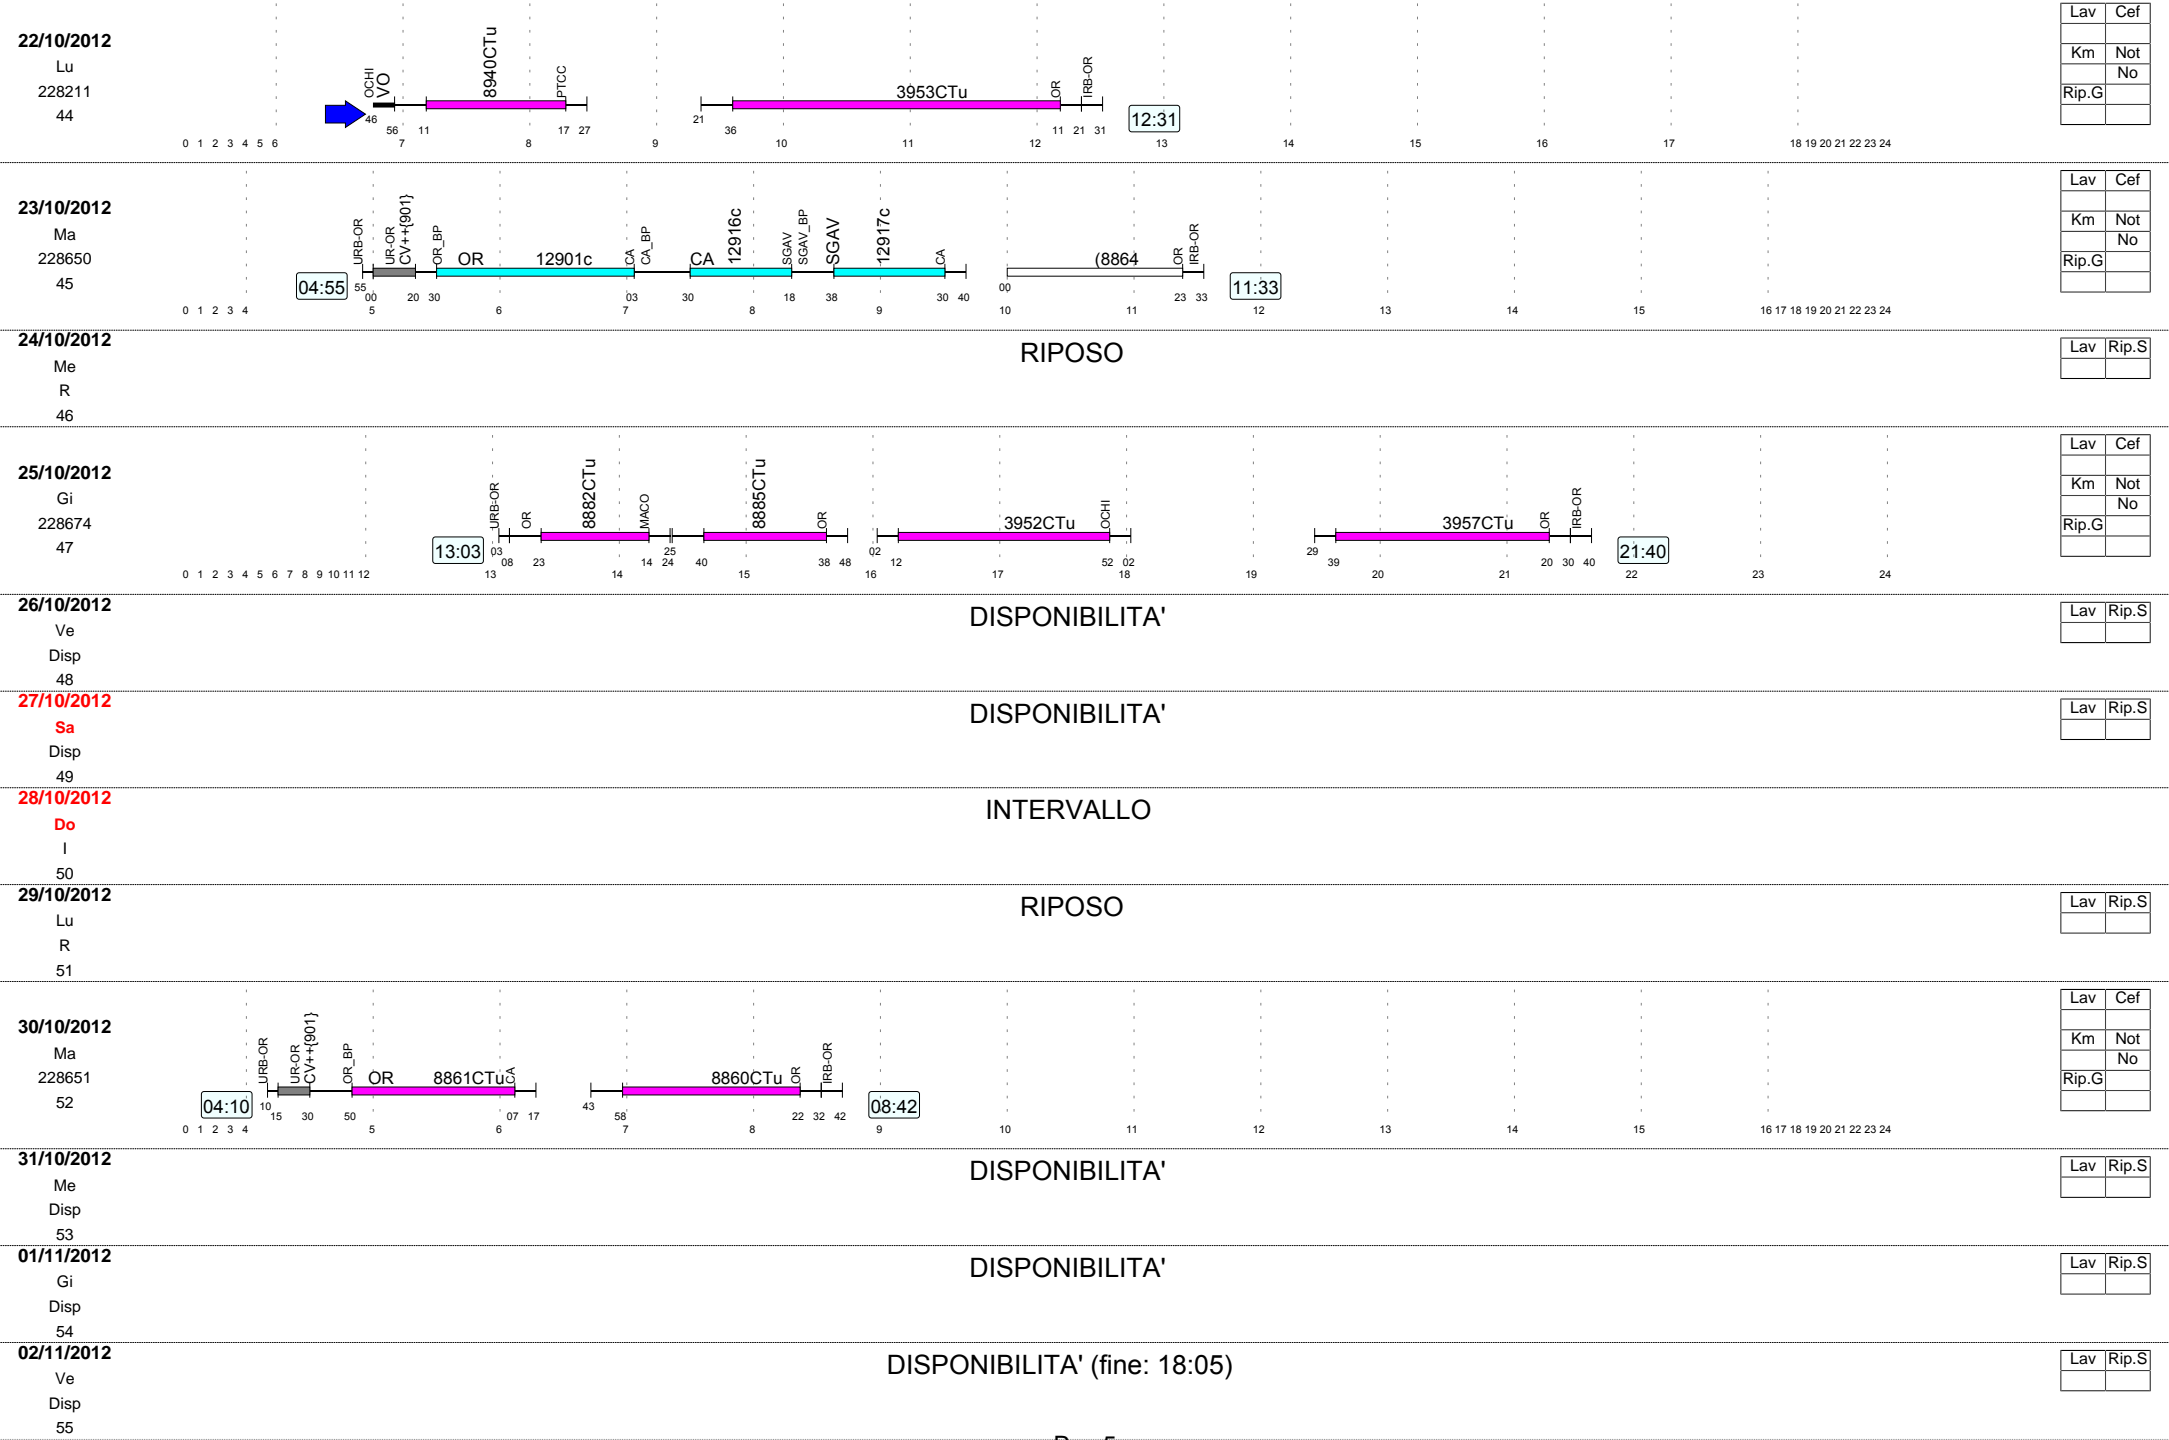 22/10/2012
Lu
228211
44
OCHI VO 8940CTu PTCC 3953CTu OR IRB-OR
46 56 11 17 27 21 36 11 21 31
12:31
0 1 2 3 4 5 6 7 8 9 10 11 12 13 14 15 16 17 18 19 20 21 22 23 24
Lav Cef
Km Not
No
Rip.G
23/10/2012
Ma
228650
45
URB-OR UR-OR CV++{901} OR_BP OR 12901c CA CA_BP CA 12916c SGAV SGAV_BP SGAV 12917c CA (8864 OR IRB-OR
04:55
55 00 20 30 03 30 18 38 30 40 00 23 33
11:33
0 1 2 3 4 5 6 7 8 9 10 11 12 13 14 15 16 17 18 19 20 21 22 23 24
Lav Cef
Km Not
No
Rip.G
24/10/2012
Me
R
46
RIPOSO
Lav Rip.S
25/10/2012
Gi
228674
47
URB-OR OR 8882CTu MACO 8885CTu OR 3952CTu OCHI 3957CTu OR IRB-OR
13:03
03 08 23 14 24 25 40 38 48 02 12 52 02 29 39 20 30 40
21:40
0 1 2 3 4 5 6 7 8 9 10 11 12 13 14 15 16 17 18 19 20 21 22 23 24
Lav Cef
Km Not
No
Rip.G
26/10/2012
Ve
Disp
48
DISPONIBILITA'
Lav Rip.S
27/10/2012
Sa
Disp
49
DISPONIBILITA'
Lav Rip.S
28/10/2012
Do
I
50
INTERVALLO
29/10/2012
Lu
R
51
RIPOSO
Lav Rip.S
30/10/2012
Ma
228651
52
URB-OR UR-OR CV++{901} OR_BP OR 8861CTu CA 8860CTu OR IRB-OR
04:10
10 15 30 50 07 17 43 58 22 32 42
08:42
0 1 2 3 4 5 6 7 8 9 10 11 12 13 14 15 16 17 18 19 20 21 22 23 24
Lav Cef
Km Not
No
Rip.G
31/10/2012
Me
Disp
53
DISPONIBILITA'
Lav Rip.S
01/11/2012
Gi
Disp
54
DISPONIBILITA'
Lav Rip.S
02/11/2012
Ve
Disp
55
DISPONIBILITA' (fine: 18:05)
Lav Rip.S